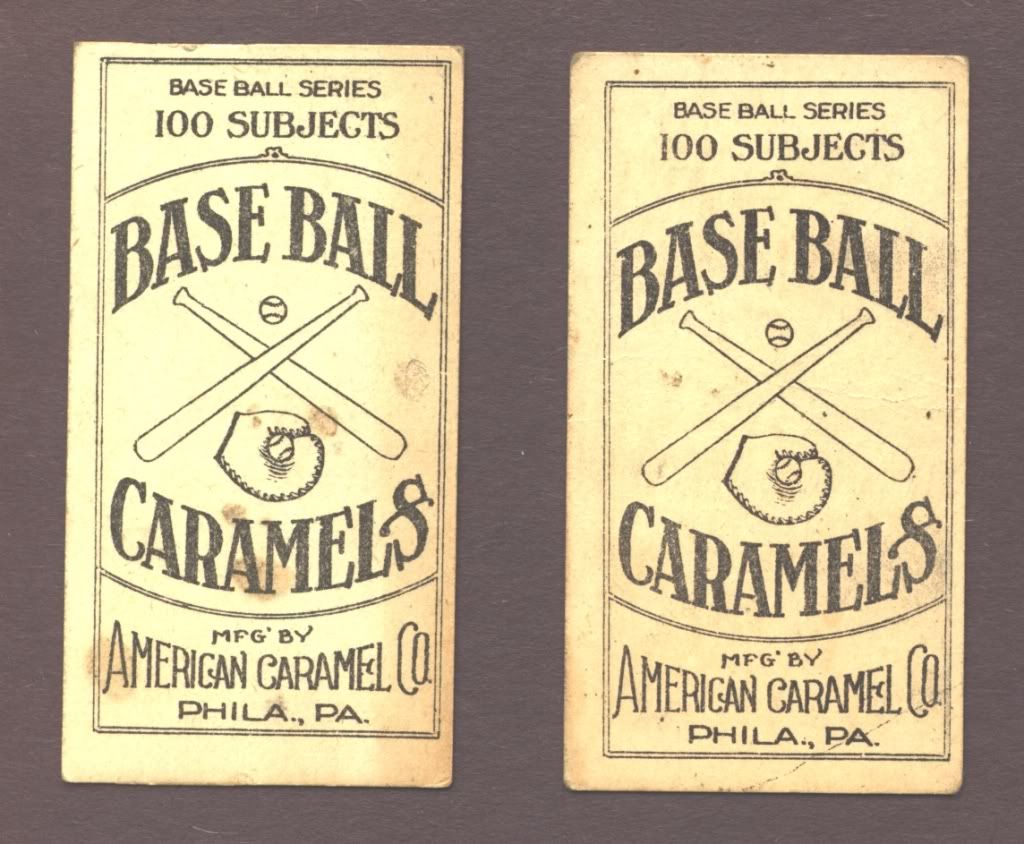 BASE BALL SERIES
100 SUBJECTS
BASE BALL
CARAMELS
MFG' BY
AMERICAN CARAMEL CO.
PHILA., PA.
BASE BALL SERIES
100 SUBJECTS
BASE BALL
CARAMELS
MFG' BY
AMERICAN CARAMEL CO.
PHILA., PA.